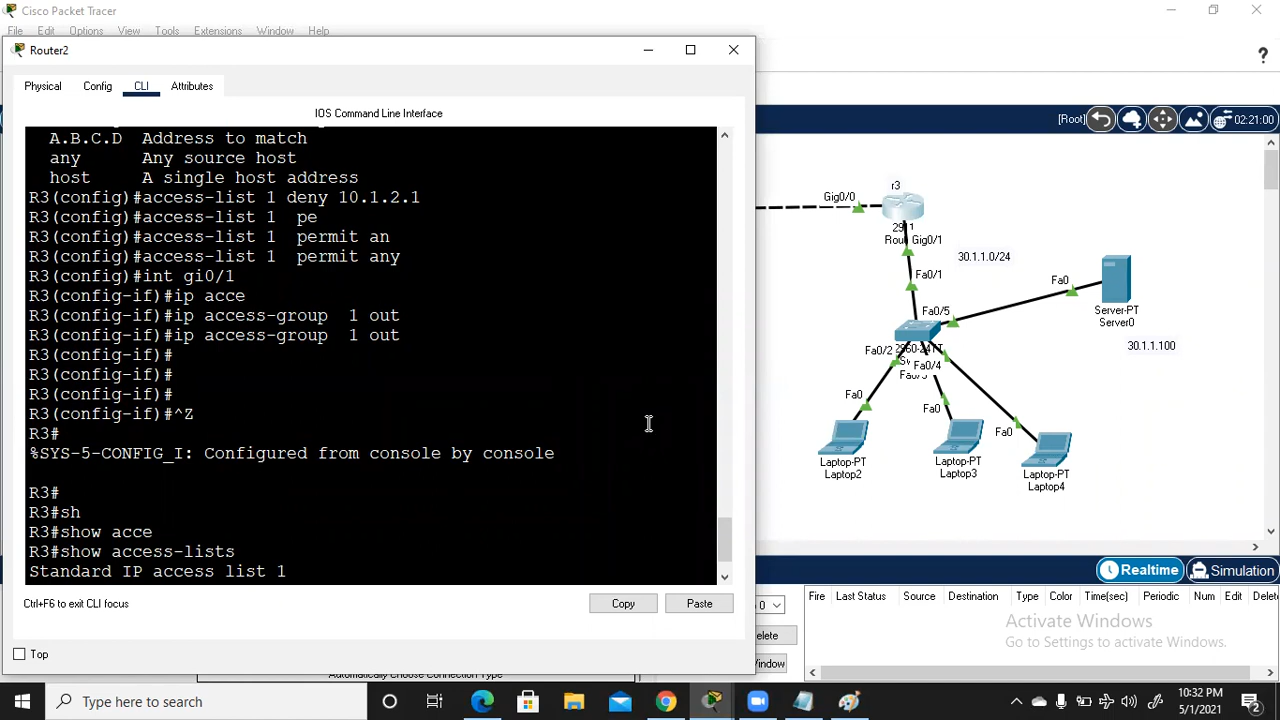 Cisco Packet Tracer
File Edit Options View Tools Extensions Window Help
Router2
Physical Config CLI Attributes
IOS Command Line Interface
A.B.C.D Address to match
any Any source host
host A single host address
R3(config)#access-list 1 deny 10.1.2.1
R3(config)#access-list 1 pe
R3(config)#access-list 1 permit an
R3(config)#access-list 1 permit any
R3(config)#int gi0/1
R3(config-if)#ip acce
R3(config-if)#ip access-group 1 out
R3(config-if)#ip access-group 1 out
R3(config-if)#
R3(config-if)#
R3(config-if)#
R3(config-if)#^Z
R3#
%SYS-5-CONFIG_I: Configured from console by console
R3#
R3#sh
R3#show acce
R3#show access-lists
Standard IP access list 1
Ctrl+F6 to exit CLI focus
Copy
Paste
Top
[Root]
02:21:00
r3
Gig0/0
Gig0/1
30.1.1.0/24
Fa0/1
Fa0
Server-PT
Server0
Fa0/5
30.1.1.100
Fa0/2
Fa0/4
Fa0
Fa0
Fa0
Laptop-PT
Laptop2
Laptop-PT
Laptop3
Laptop-PT
Laptop4
Realtime
Simulation
0
Fire Last Status Source Destination Type Color Time(sec) Periodic Num Edit Delete
elete
indow
Automatically Choose Connection Type
Activate Windows
Go to Settings to activate Windows.
Type here to search
10:32 PM
5/1/2021
2